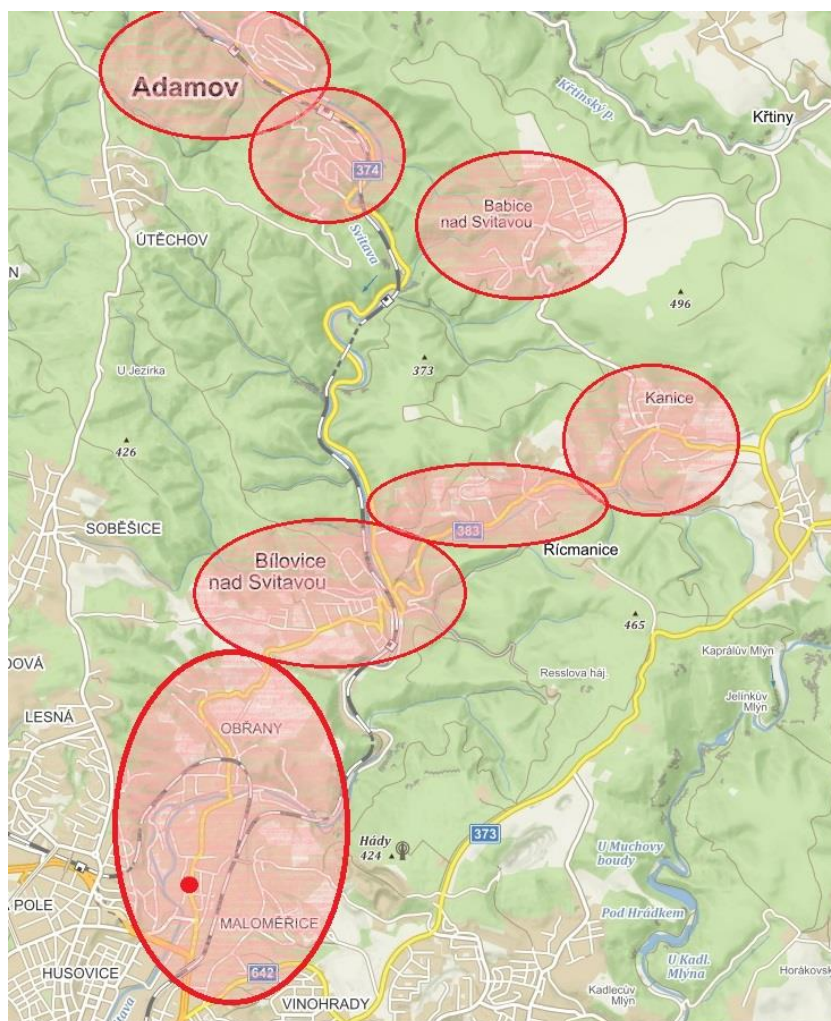 Adamov
Křtinský p.
Křtiny
374
Babice
nad Svitavou
ÚTĚCHOV
Svitava
N
496
U Jezírka
373
Kanice
426
SOBĚŠICE
383
Řícmanice
Bílovice
nad Svitavou
465
DOVÁ
Kaprálův Mlýn
Resslova háj.
Jelínkův
Mlýn
LESNÁ
OBŘANY
373
Hády
424
U Muchovy
boudy
A POLE
Pod Hrádkem
MALOMĚŘICE
U Kadl.
Mlýna
HUSOVICE
642
Horákovsk
Kadlecův
Mlýn
VINOHRADY
tava